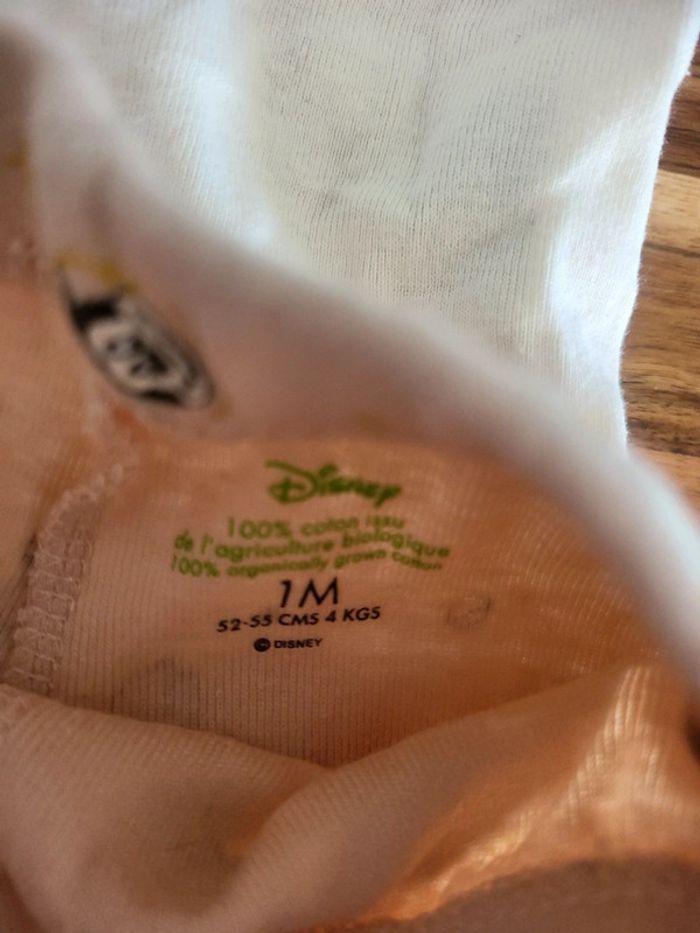 Disney
100% coton issu
de l'agriculture biologique
100% organically grown cotton
1M
52-55 CMS 4 KGS
© DISNEY